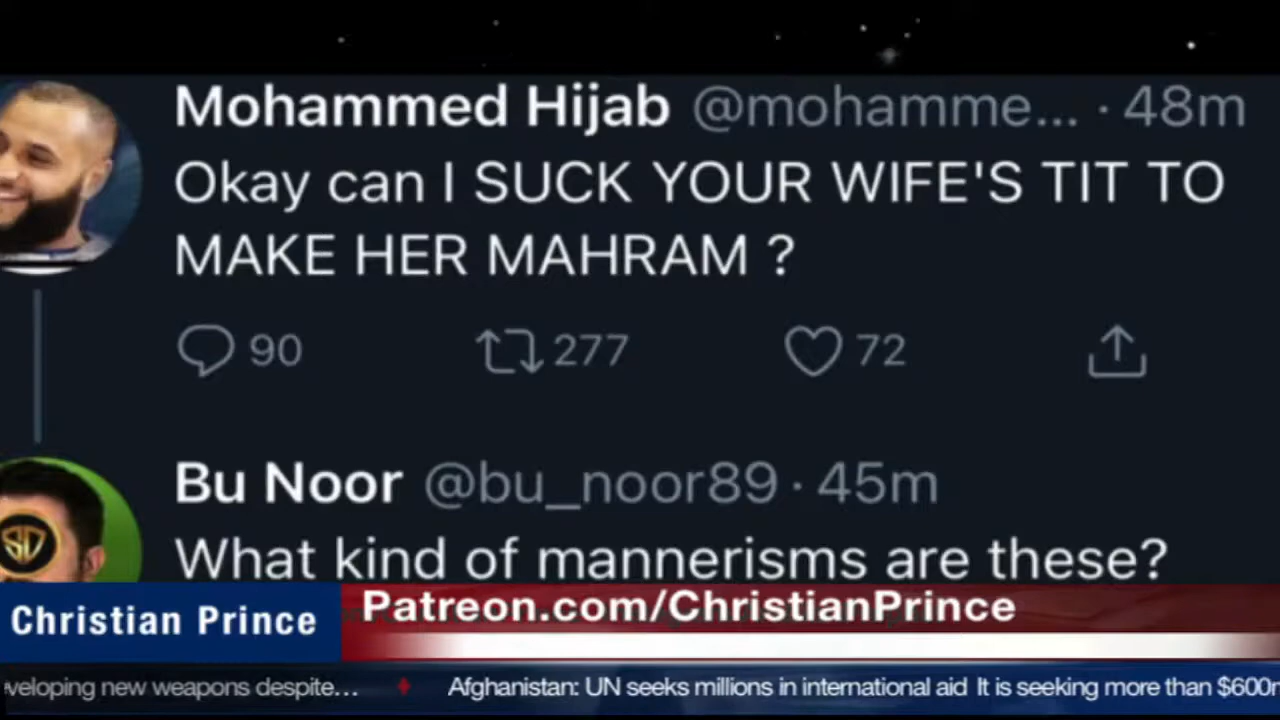 Mohammed Hijab @mohamme... · 48m
Okay can I SUCK YOUR WIFE'S TIT TO
MAKE HER MAHRAM ?
90 277 72
Bu Noor @bu_noor89 · 45m
What kind of mannerisms are these?
Christian Prince
Patreon.com/ChristianPrince
veloping new weapons despite... ♦ Afghanistan: UN seeks millions in international aid It is seeking more than $600m